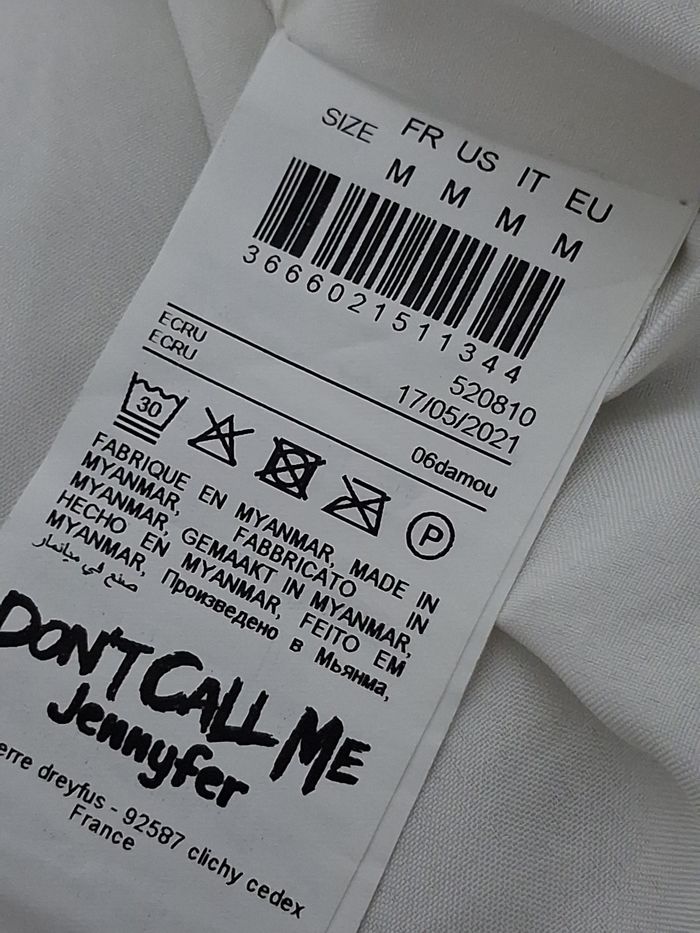 SIZE FR US IT EU
M M M M
3666021511344
520810
ECRU 17/05/2021
ECRU
06damou
30
P
FABRIQUE EN MYANMAR, MADE IN
MYANMAR, FABBRICATO IN
MYANMAR, GEMAAKT IN MYANMAR,
HECHO EN MYANMAR, FEITO EM
MYANMAR, Произведено в Мьянма,
صنع في ميانمار
DON'T CALL ME
Jennyfer
dreyfus - 92587 clichy cedex
France